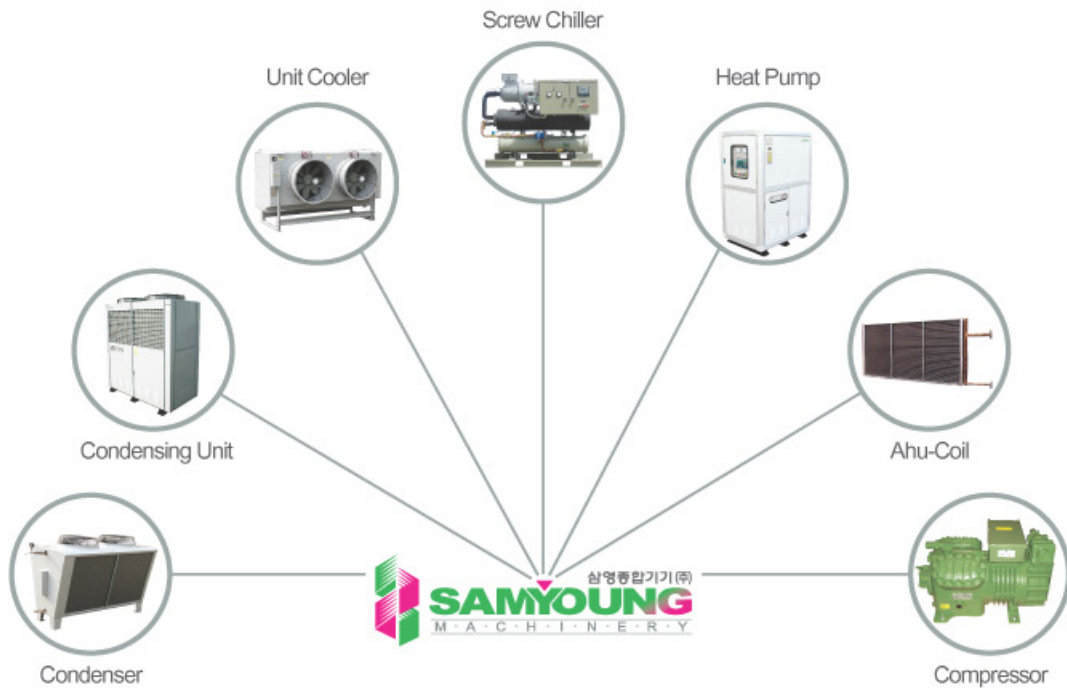 Screw Chiller
Unit Cooler
Heat Pump
Condensing Unit
Ahu-Coil
삼영종합기기(주)
SAMYOUNG
M·A·C·H·I·N·E·R·Y
Condenser
Compressor